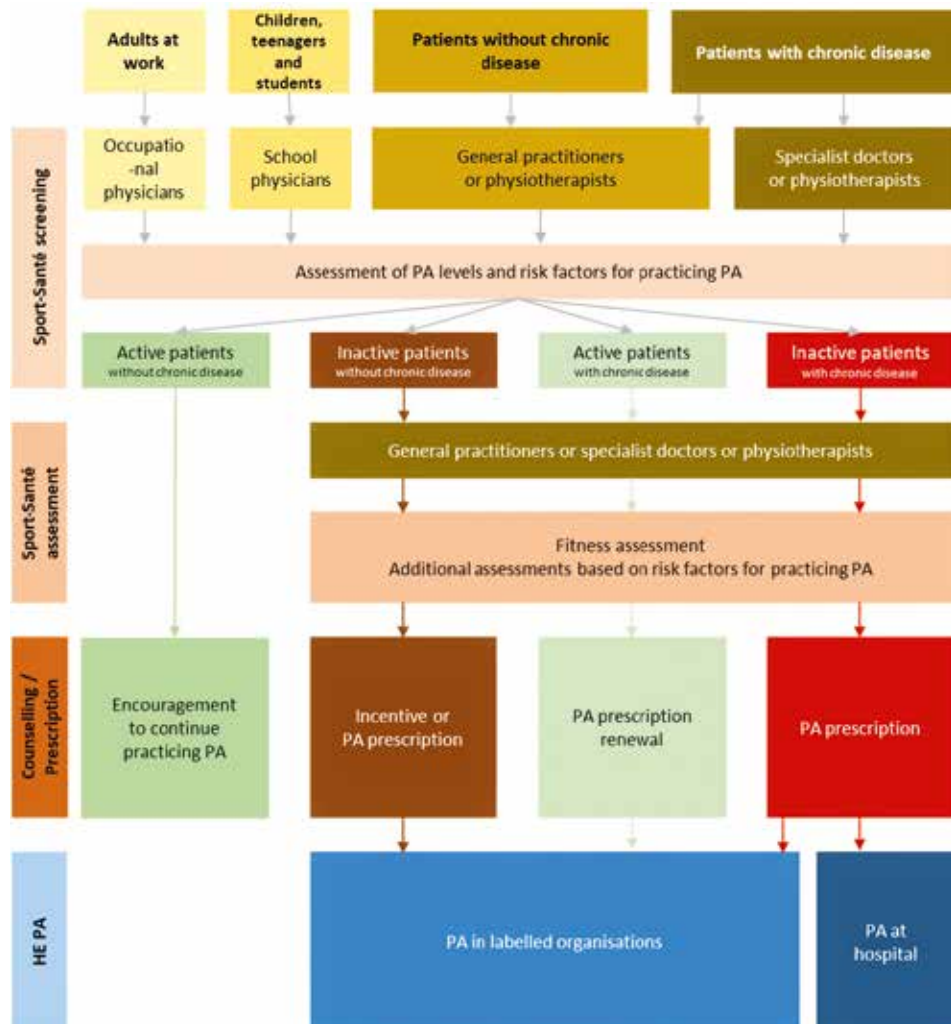 Adults at
work
Children,
teenagers
and
students
Patients without chronic
disease
Patients with chronic disease
Sport-Santé screening
Occupatio
-nal
physicians
School
physicians
General practitioners
or physiotherapists
Specialist doctors
or physiotherapists
Assessment of PA levels and risk factors for practicing PA
Active patients
without chronic disease
Inactive patients
without chronic disease
Active patients
with chronic disease
Inactive patients
with chronic disease
Sport-Santé
assessment
General practitioners or specialist doctors or physiotherapists
Fitness assessment
Additional assessments based on risk factors for practicing PA
Counselling /
Prescription
Encouragement
to continue
practicing PA
Incentive or
PA prescription
PA prescription
renewal
PA prescription
HE PA
PA in labelled organisations
PA at
hospital